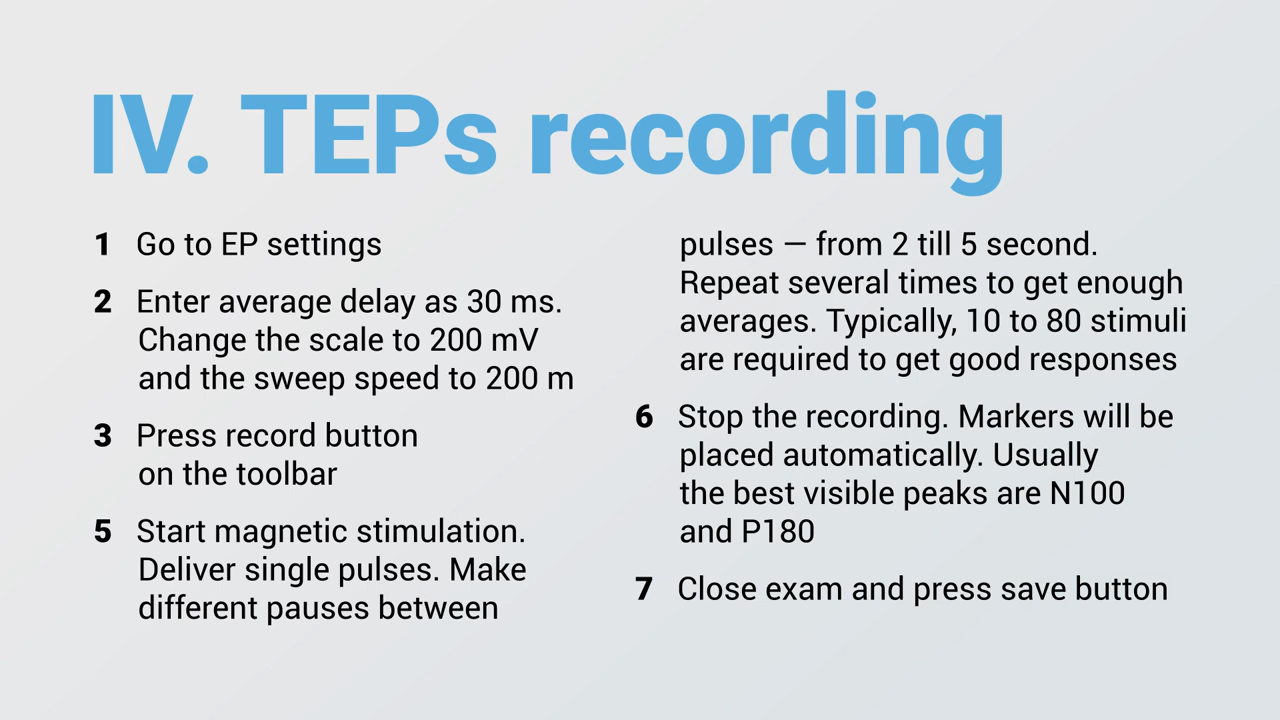 IV. TEPs recording
1 Go to EP settings
2 Enter average delay as 30 ms.
Change the scale to 200 mV
and the sweep speed to 200 m
3 Press record button
on the toolbar
5 Start magnetic stimulation.
Deliver single pulses. Make
different pauses between
pulses — from 2 till 5 second.
Repeat several times to get enough
averages. Typically, 10 to 80 stimuli
are required to get good responses
6 Stop the recording. Markers will be
placed automatically. Usually
the best visible peaks are N100
and P180
7 Close exam and press save button